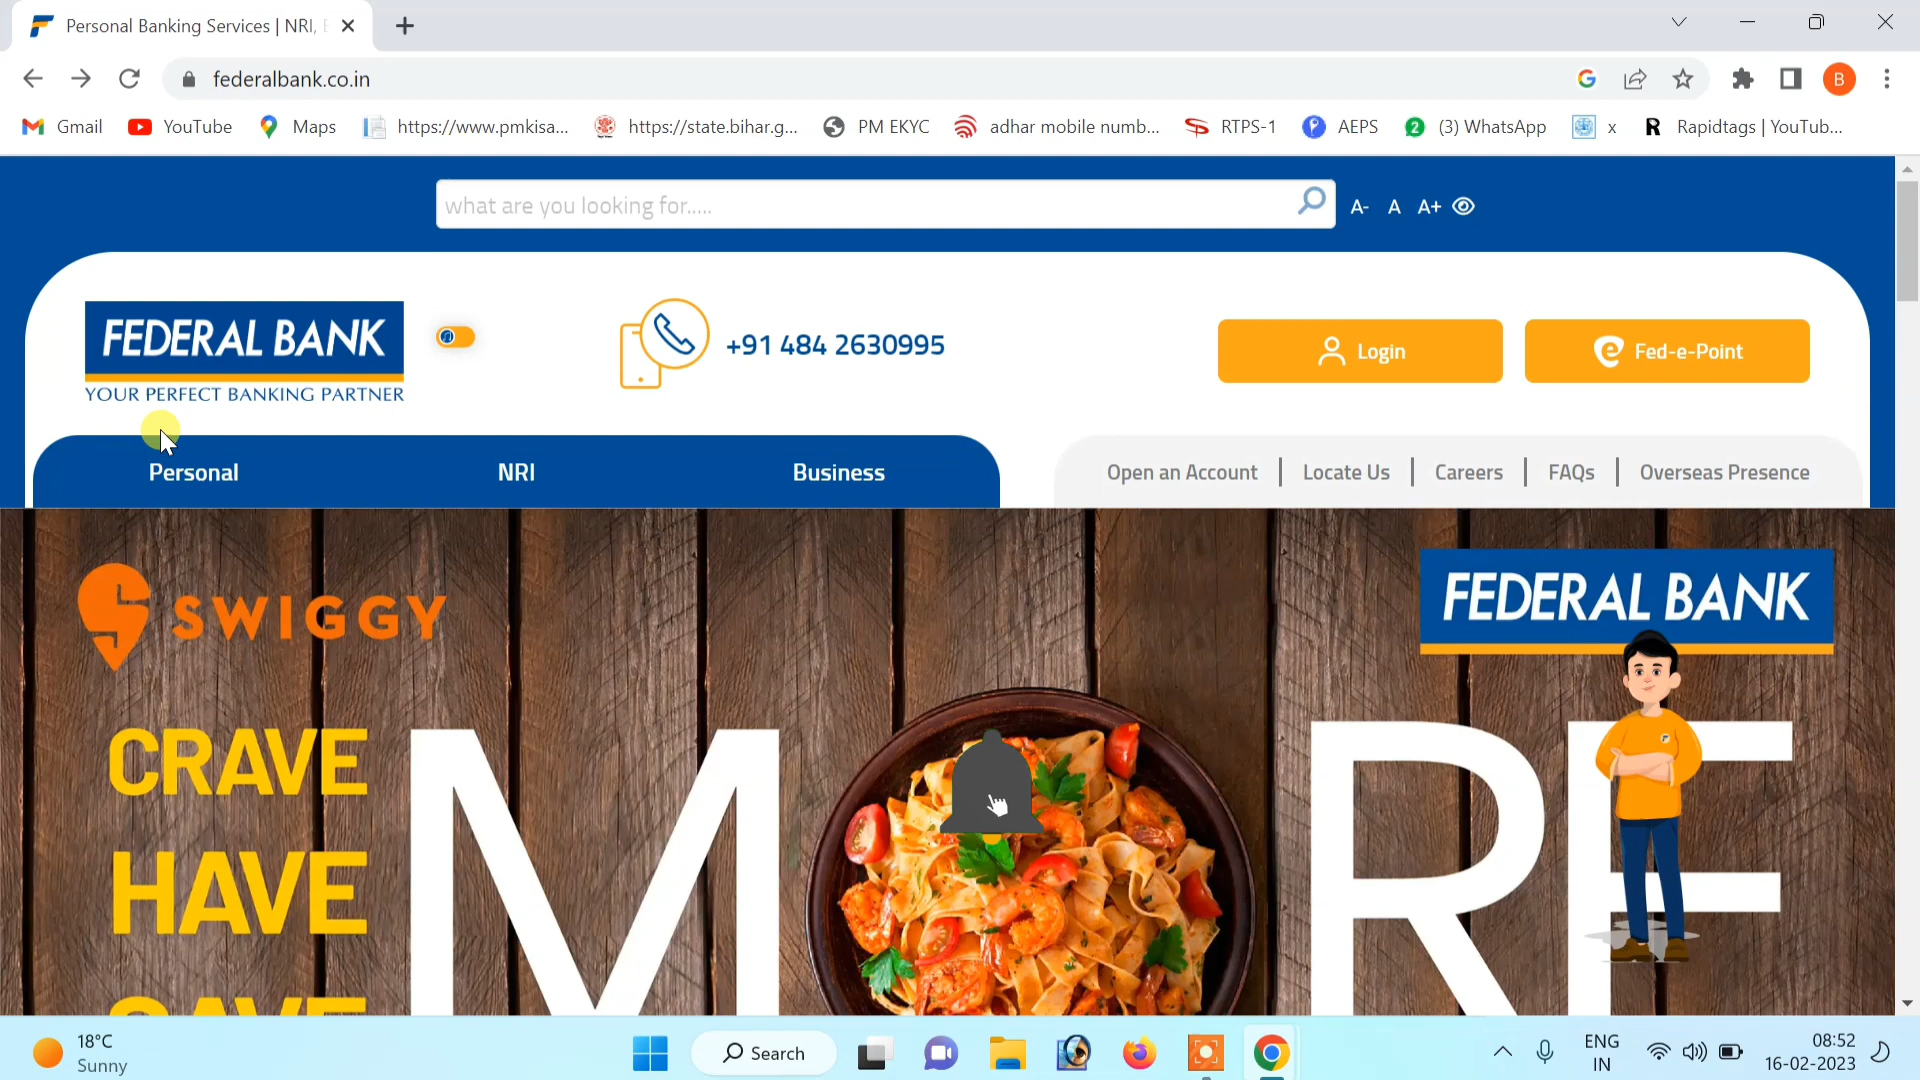 Personal Banking Services | NRI,
federalbank.co.in
Gmail YouTube Maps https://www.pmkisa... https://state.bihar.g... PM EKYC adhar mobile numb... RTPS-1 AEPS (3) WhatsApp x Rapidtags | YouTub...
what are you looking for..... A- A A+
FEDERAL BANK
YOUR PERFECT BANKING PARTNER
+91 484 2630995
Login
Fed-e-Point
Personal NRI Business
Open an Account | Locate Us | Careers | FAQs | Overseas Presence
SWIGGY
FEDERAL BANK
CRAVE
HAVE
SAVE
M RE
18°C
Sunny
Search
ENG
IN
08:52
16-02-2023